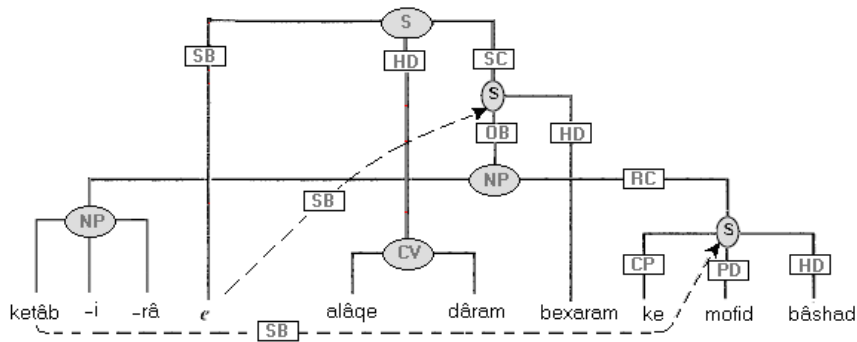 S
SB HD SC
S
OB HD
SB NP RC
NP S
CV CP PD HD
ketâb -i -râ e alâqe dâram bexaram ke mofid bâshad
SB